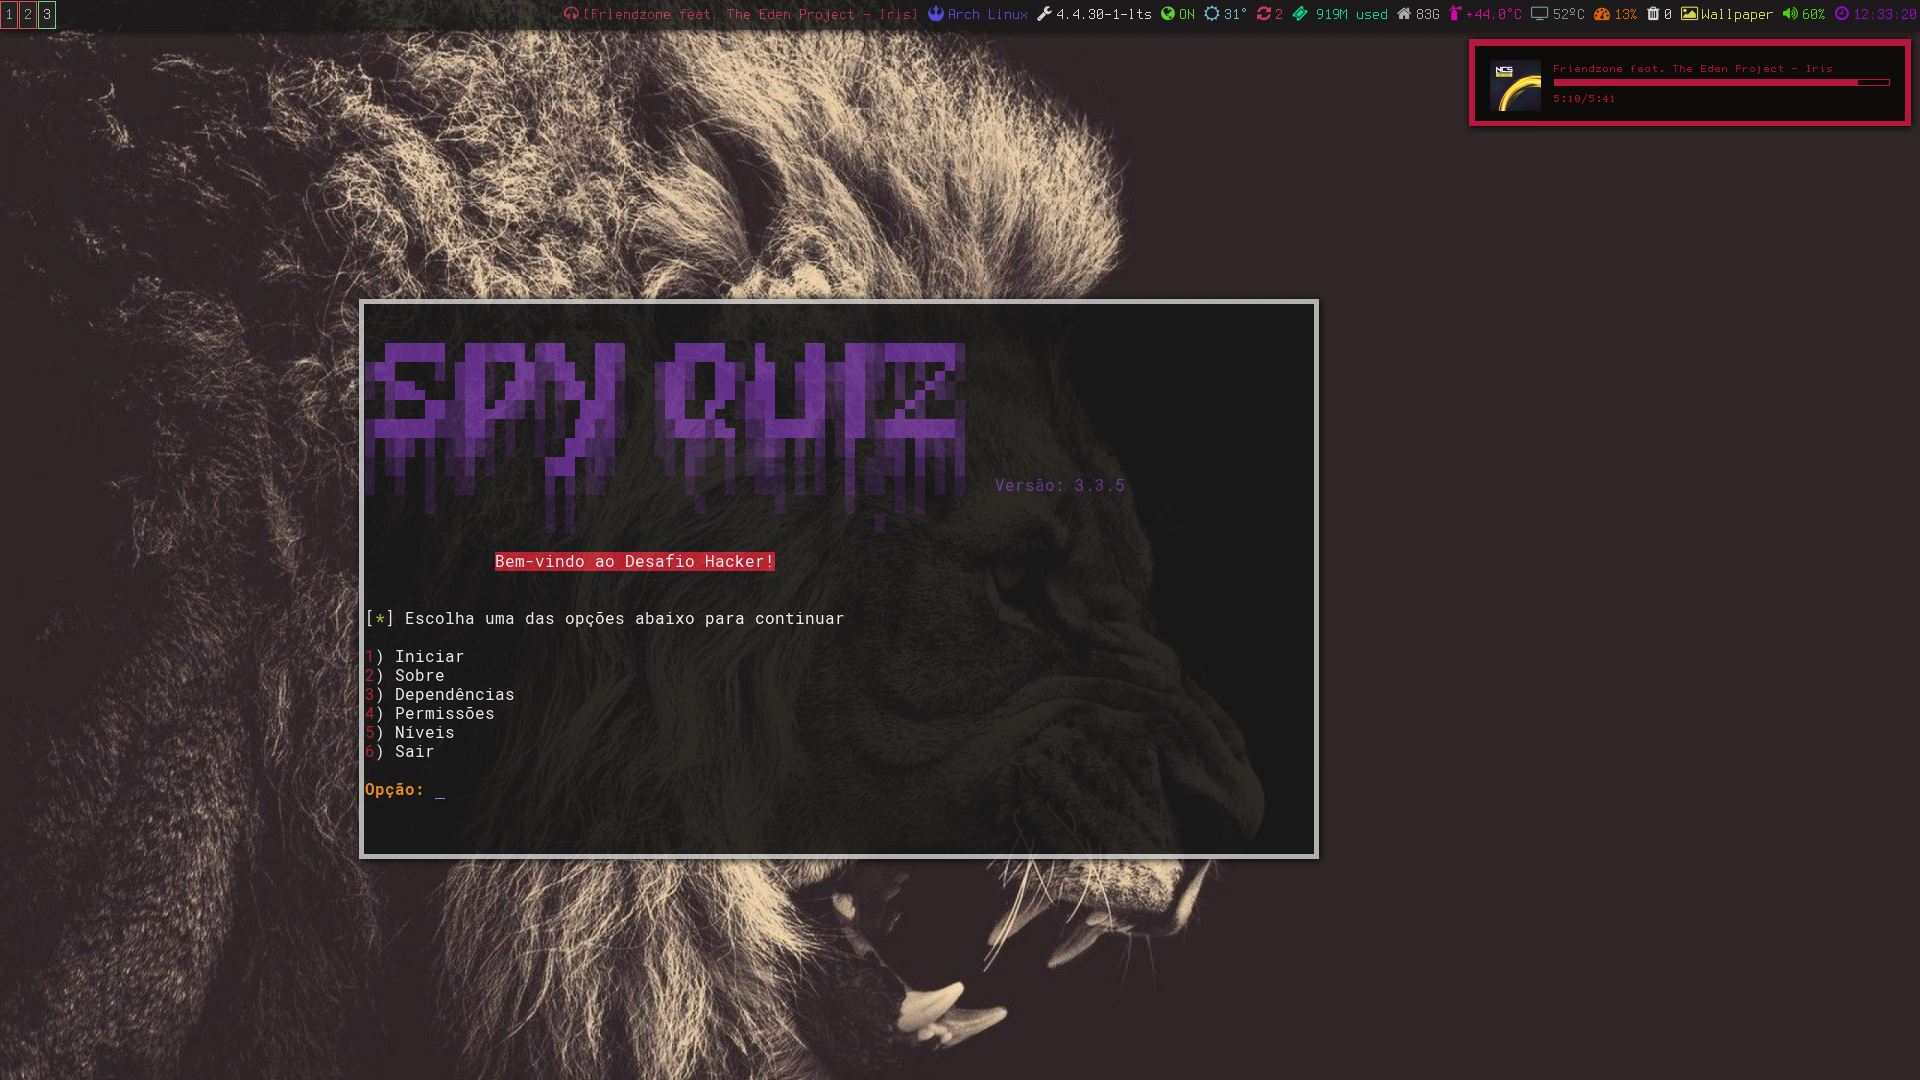 1 2 3 [Friendzone feat. The Eden Project - Iris] Arch Linux 4.4.30-1-lts ON 31° 2 919M used 83G +44.0°C 52ºC 13% 0 Wallpaper 60% 12:33:20
NCS
Friendzone feat. The Eden Project - Iris
5:10/5:41
SPY QUIZ
Versão: 3.3.5
Bem-vindo ao Desafio Hacker!
[*] Escolha uma das opções abaixo para continuar
1) Iniciar
2) Sobre
3) Dependências
4) Permissões
5) Níveis
6) Sair
Opção: _